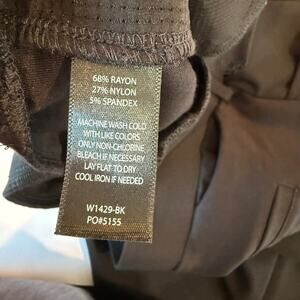 68% RAYON
27% NYLON
5% SPANDEX
MACHINE WASH COLD
WITH LIKE COLORS
ONLY NON-CHLORINE
BLEACH IF NECESSARY
LAY FLAT TO DRY
COOL IRON IF NEEDED
W1429-BK
PO#5155